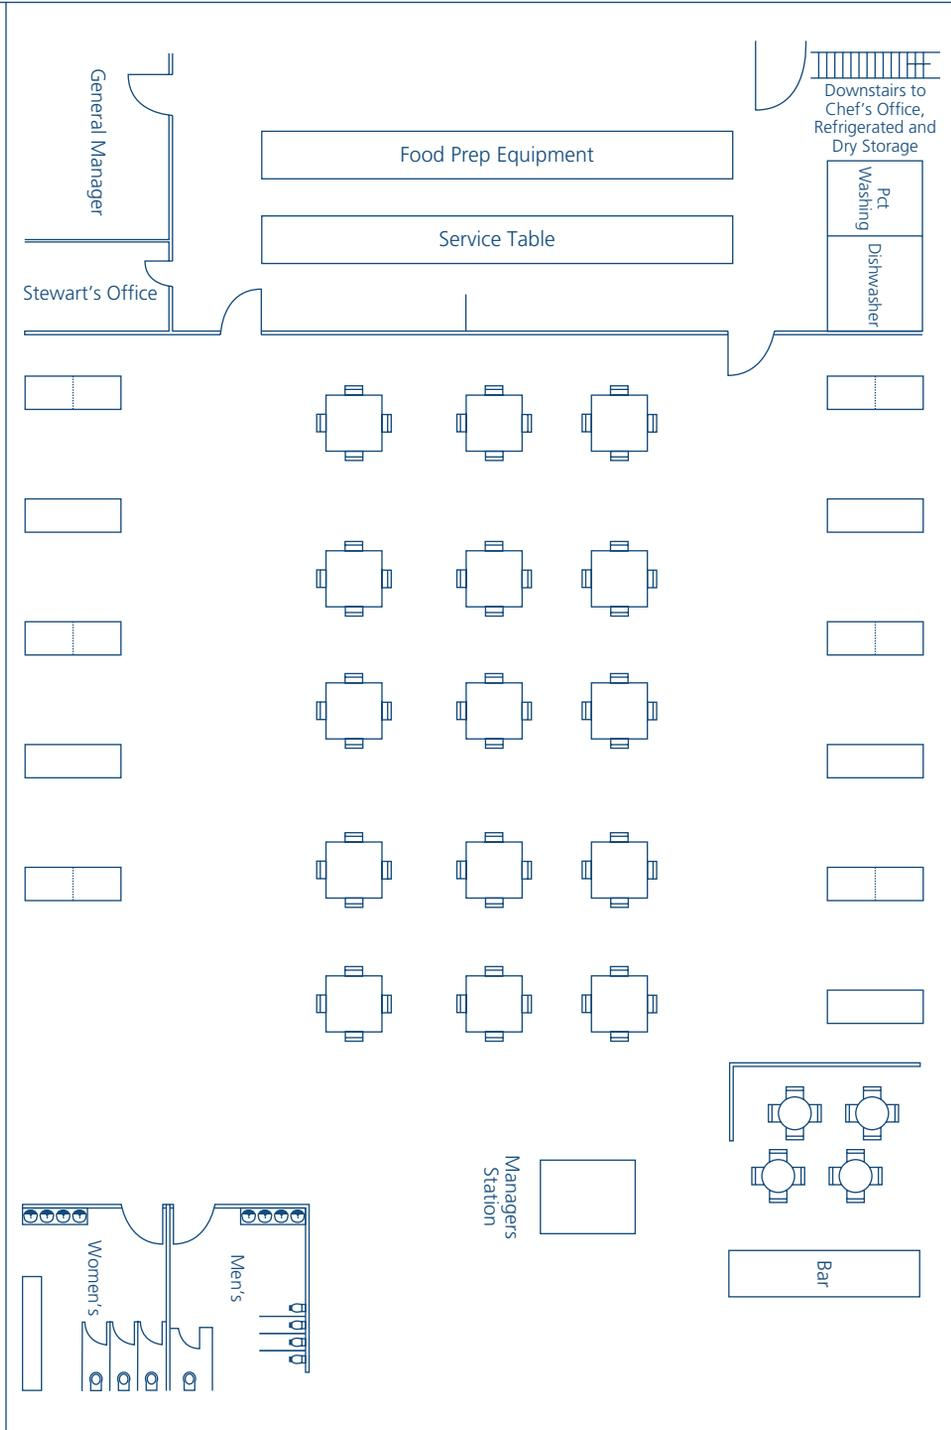 General Manager
Food Prep Equipment
Service Table
Stewart's Office
Downstairs to
Chef's Office,
Refrigerated and
Dry Storage
Pct
Washing
Dishwasher
Managers
Station
Women's
Men's
Bar